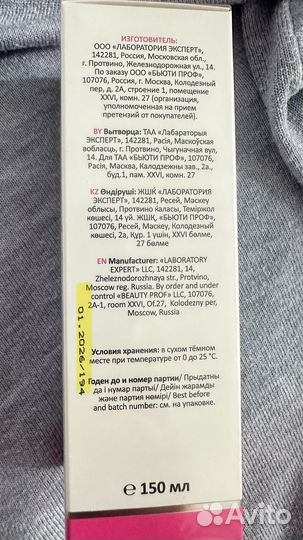 ИЗГОТОВИТЕЛЬ:
ООО «ЛАБОРАТОРИЯ ЭКСПЕРТ»,
142281, Россия, Московская обл.,
г. Протвино, Железнодорожная ул., 14.
По заказу ООО «БЬЮТИ ПРОФ», 107076,
Россия, г. Москва, Колодезный
пер., д. 2А, строение 1, помещение
XXVI, комн. 27 (организация,
уполномоченная на прием
претензий от покупателей).
BY Вытворца: ТАА «Лабараторыя
ЭКСПЕРТ», 142281, Расія, Маскоўская
вобласць, г. Протвино, Чыгуначная вул.
14. Для ТАА «БЬЮТИ ПРОФ», 107076,
Расія, Масква, Калодзежны зав., 2а.,
буд.1, пам. XXVI, комн. 27
KZ Өндіруші: ЖШҚ «ЛАБОРАТОРИЯ
ЭКСПЕРТ», 142281, Ресей, Мәскеу
облысы, Протвино қаласы, Теміржол
көшесі, 14 үй. ЖШҚ, «БЬЮТИ ПРОФ»,
107076, Ресей, Мәскеу, Колодезный
көшесі, 2а, Құр. 1 үшін, XXVI бөлме,
27 бөлме
EN Manufacturer: «LABORATORY
EXPERT» LLC, 142281, 14,
Zheleznodorozhnaya str., Protvino,
Moscow reg. Russia. By order and under
control «BEAUTY PROF» LLC, 107076,
2A-1, room XXVI, Of.27, Kolodezny per,
Moscow, Russia
01.2026/194
Условия хранения: в сухом тёмном
месте при температуре от 0 до 25 °C.
Годен до и номер партии/ Прыдатны
да і нумар партыі/ Дейін жарамды
және партия нөмірі/ Best before
and batch number: см. на упаковке.
℮ 150 мл
Avito